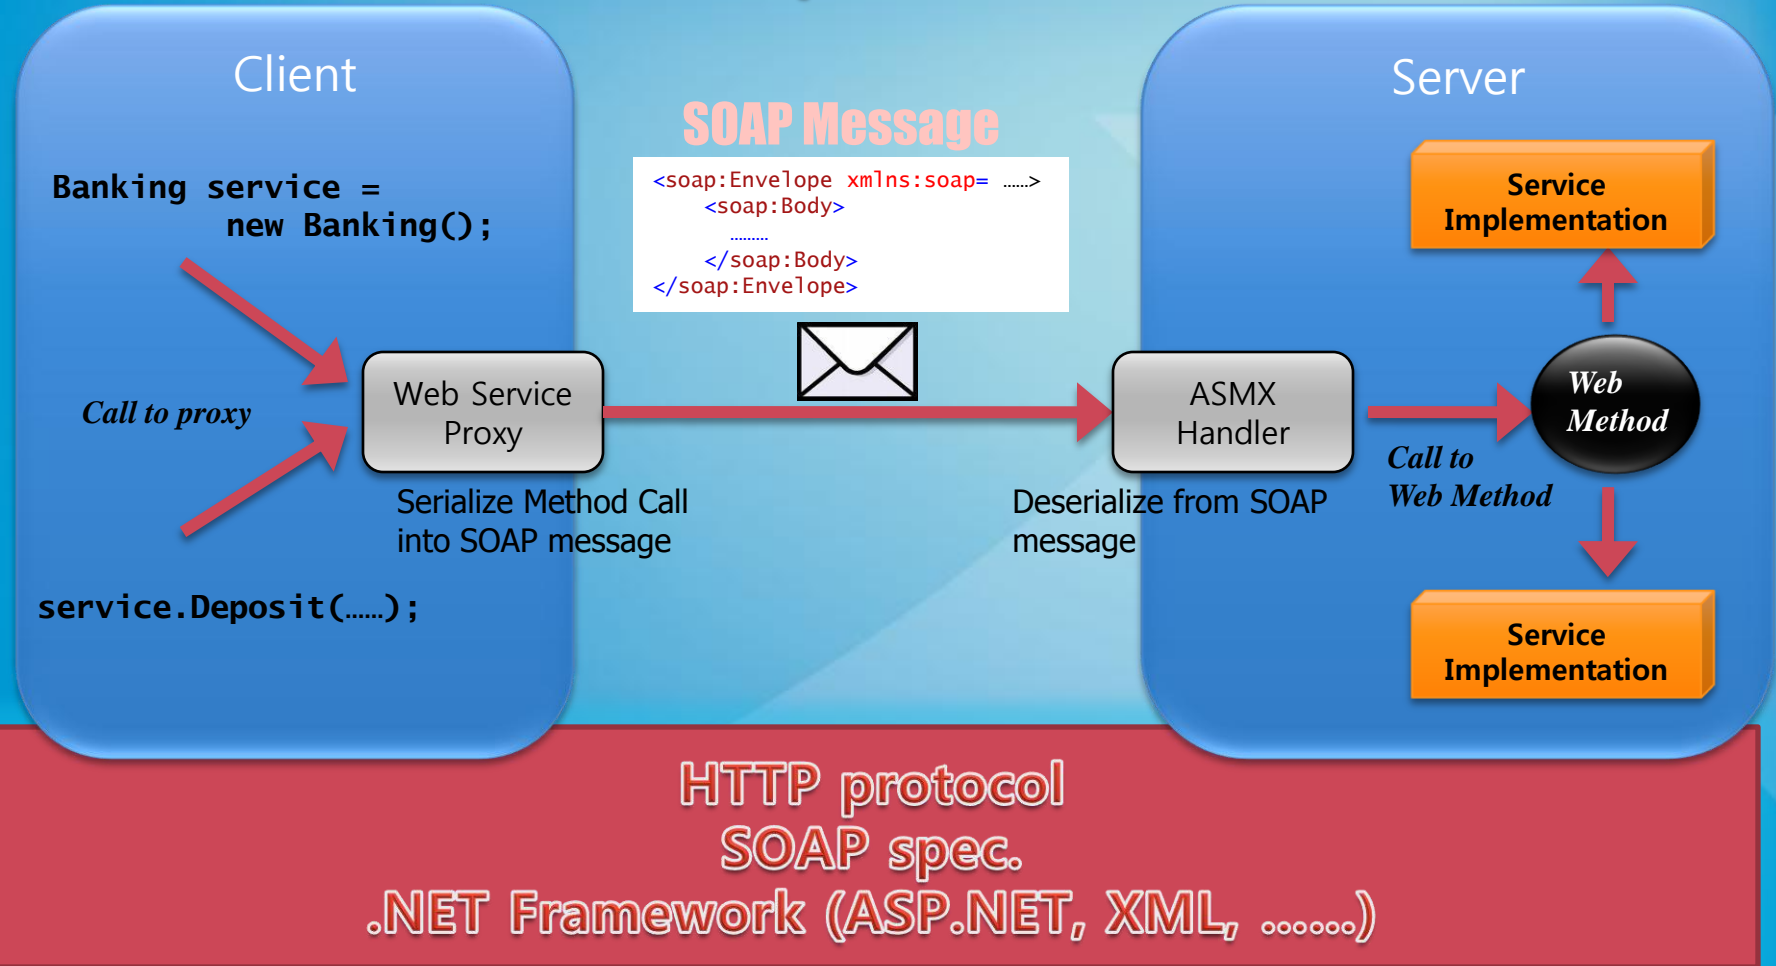 Client
Banking service =
new Banking();
Call to proxy
service.Deposit(……);
Web Service
Proxy
Serialize Method Call
into SOAP message
SOAP Message
<soap:Envelope xmlns:soap= ……>
<soap:Body>
………
</soap:Body>
</soap:Envelope>
Server
ASMX
Handler
Deserialize from SOAP
message
Call to
Web Method
Web
Method
Service
Implementation
Service
Implementation
HTTP protocol
SOAP spec.
.NET Framework (ASP.NET, XML, ……)